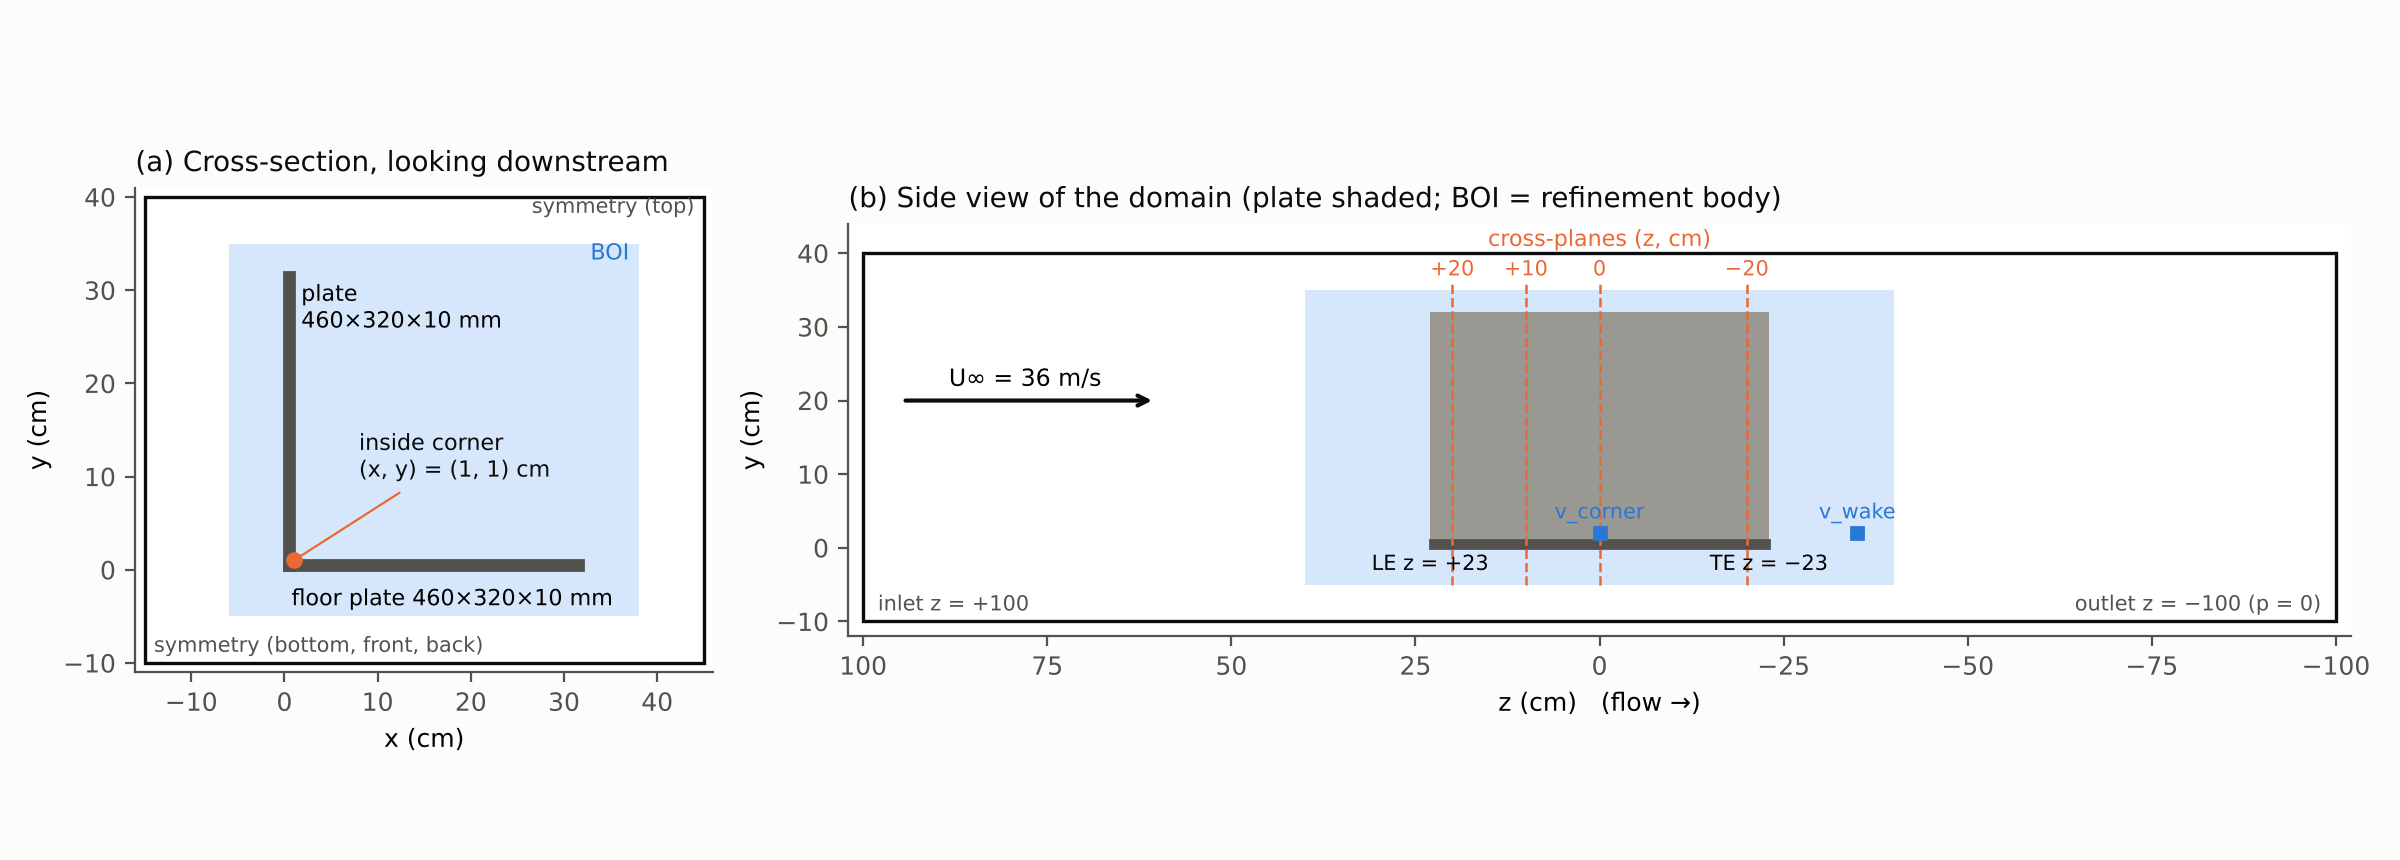 (a) Cross-section, looking downstream
symmetry (top)
BOI
plate
460×320×10 mm
inside corner
(x, y) = (1, 1) cm
floor plate 460×320×10 mm
symmetry (bottom, front, back)
40
30
20
10
0
−10
y (cm)
−10
0
10
20
30
40
x (cm)
(b) Side view of the domain (plate shaded; BOI = refinement body)
cross-planes (z, cm)
+20
+10
0
−20
U∞ = 36 m/s
v_corner
v_wake
LE z = +23
TE z = −23
inlet z = +100
outlet z = −100 (p = 0)
40
30
20
10
0
−10
y (cm)
100
75
50
25
0
−25
−50
−75
−100
z (cm) (flow →)